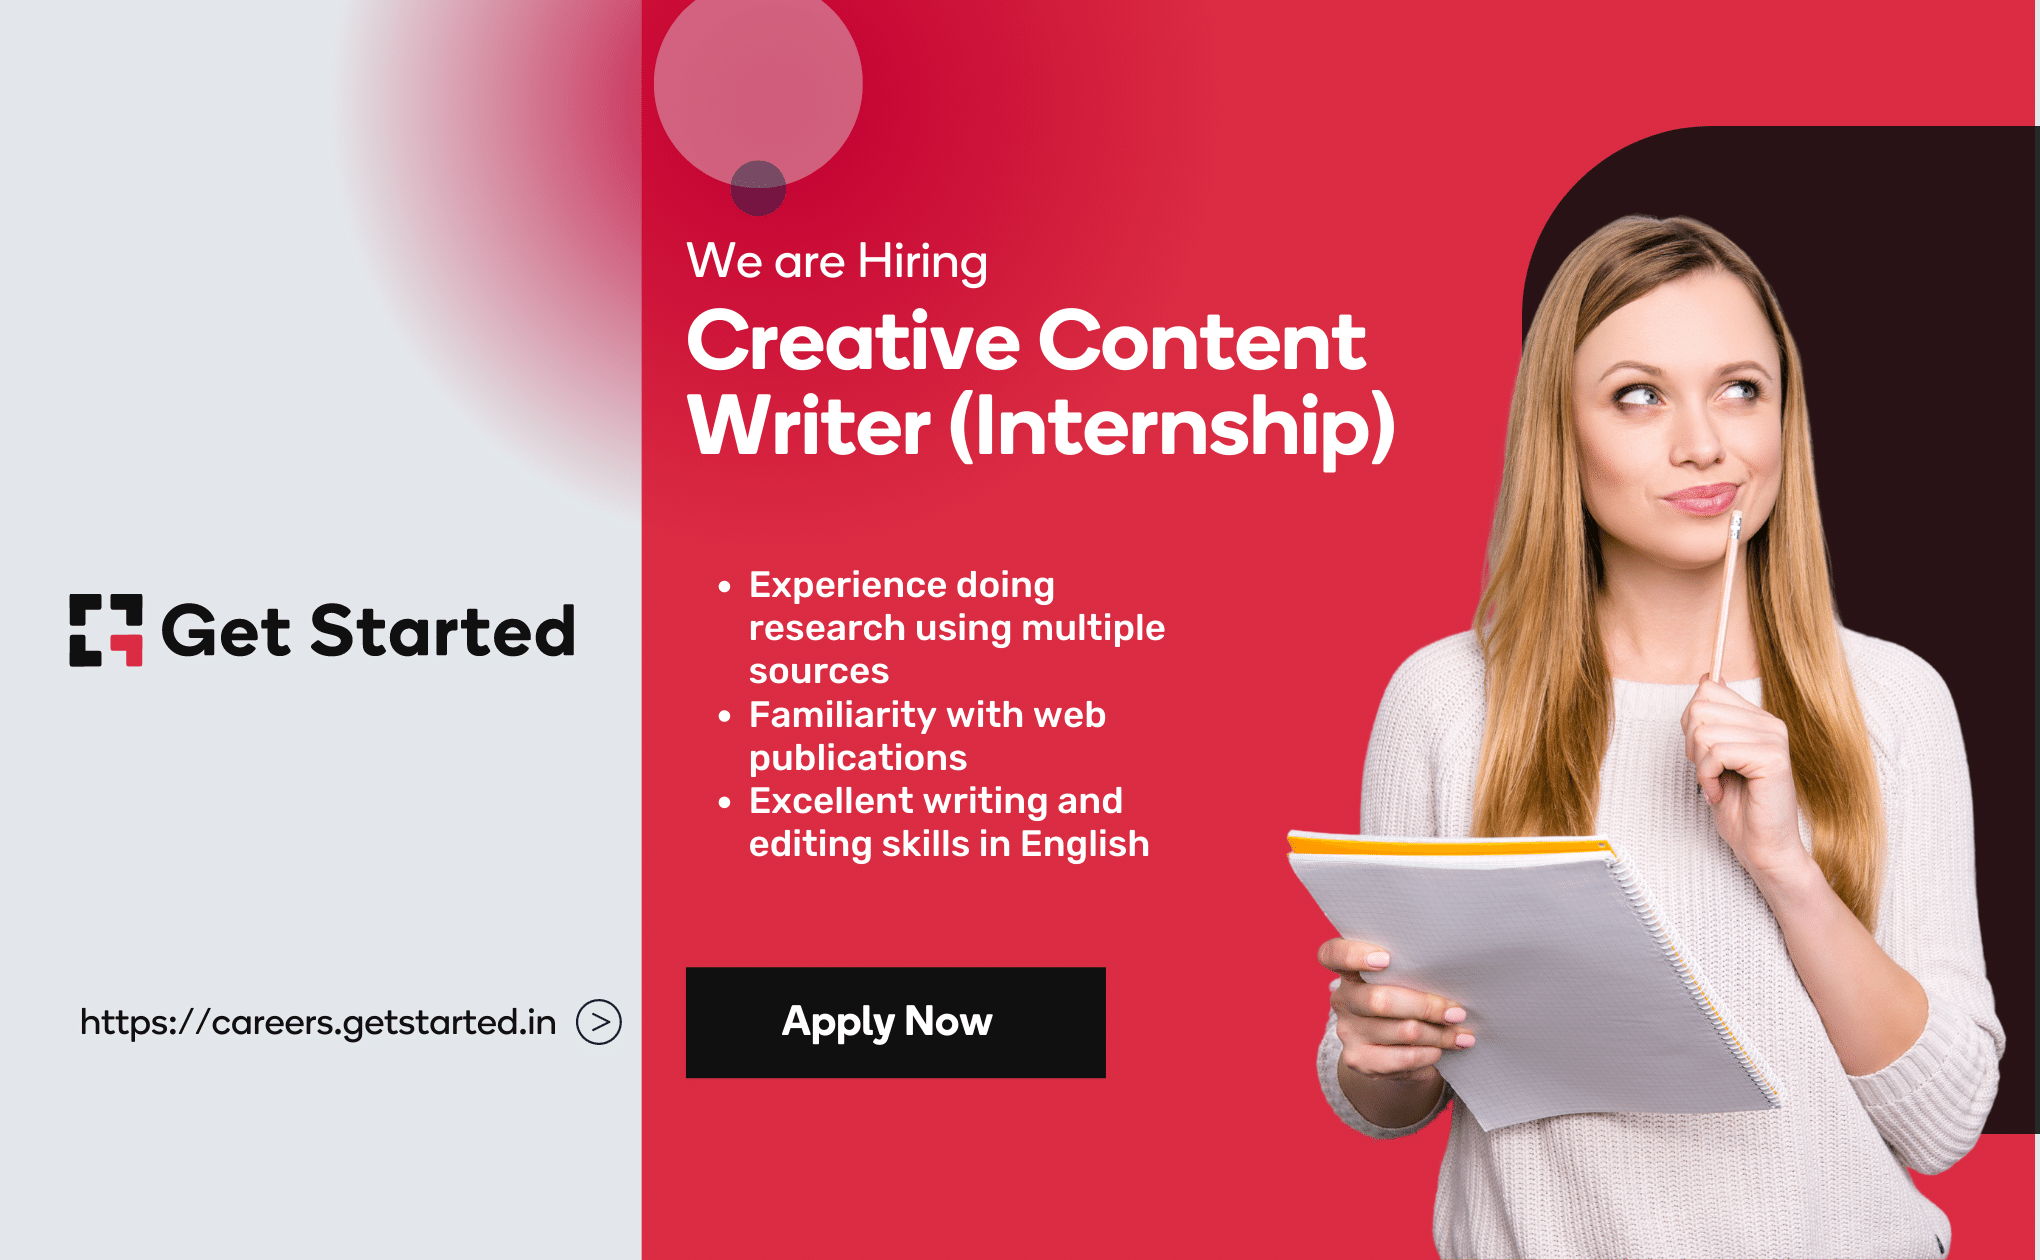 We are Hiring
Creative Content
Writer (Internship)
• Experience doing
research using multiple
sources
• Familiarity with web
publications
• Excellent writing and
editing skills in English
Get Started
https://careers.getstarted.in >
Apply Now